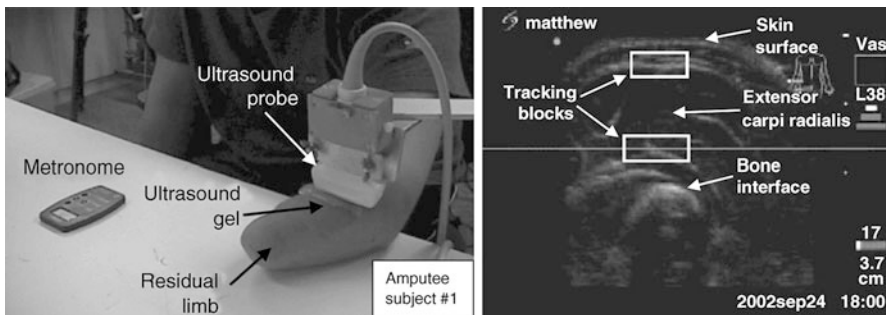 Ultrasound
probe
Metronome
Ultrasound
gel
Residual
limb
Amputee
subject #1
matthew
Skin
surface
Vas
L38
Tracking
blocks
Extensor
carpi radialis
Bone
interface
17
3.7
cm
2002sep24 18:00